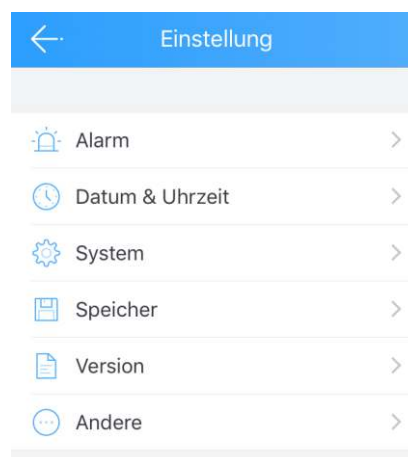 Einstellung
Alarm
Datum & Uhrzeit
System
Speicher
Version
Andere